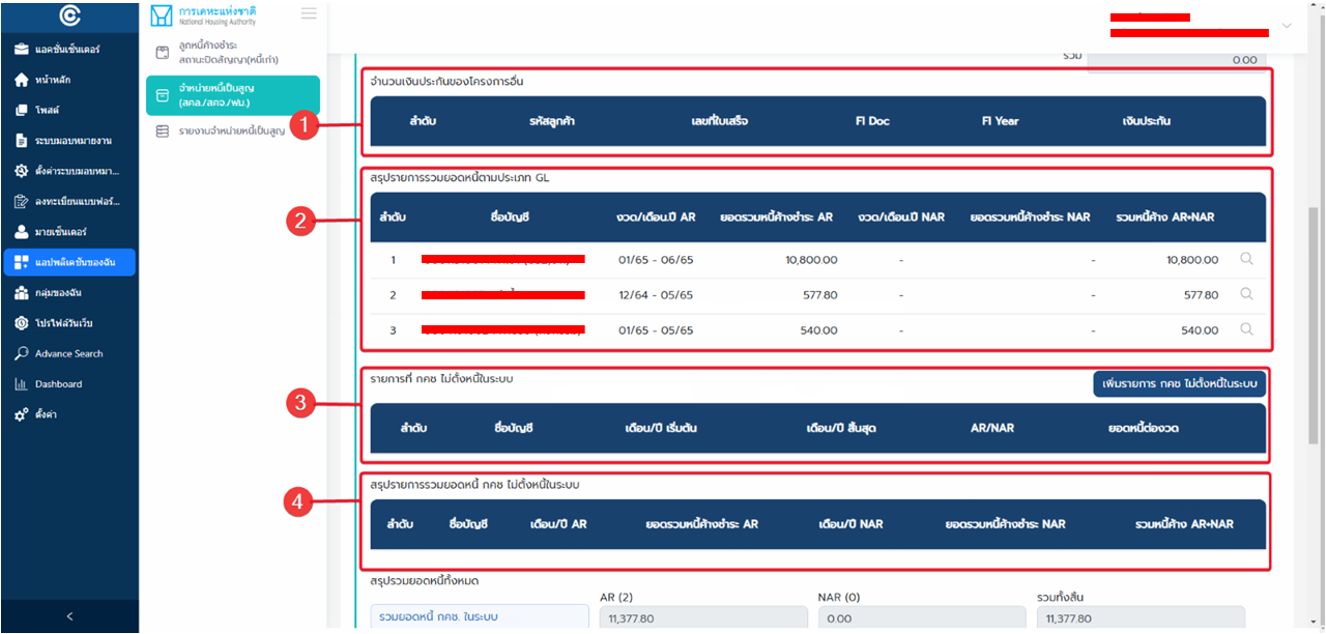 การเคหะแห่งชาติ
National Housing Authority
แอคชั่นเซ็นเตอร์
หน้าหลัก
โพสต์
ระบบมอบหมายงาน
ตั้งค่าระบบมอบหมา...
ลงทะเบียนแบบฟอร์...
มายเซ็นเตอร์
แอปพลิเคชันของฉัน
กลุ่มของฉัน
โปรไฟล์วันเว็บ
Advance Search
Dashboard
ตั้งค่า
<
ลูกหนี้ค้างชำระ
สถานะปิดสัญญา(หนี้เก่า)
จำหน่ายหนี้เป็นสูญ
(สคล./สคจ./ฟน.)
รายงานจำหน่ายหนี้เป็นสูญ
รวม 0.00
1
จำนวนเงินประกันของโครงการอื่น
ลำดับ รหัสลูกค้า เลขที่ใบเสร็จ FI Doc FI Year เงินประกัน
2
สรุปรายการรวมยอดหนี้ตามประเภท GL
ลำดับ ชื่อบัญชี งวด/เดือน.ปี AR ยอดรวมหนี้ค้างชำระ AR งวด/เดือน.ปี NAR ยอดรวมหนี้ค้างชำระ NAR รวมหนี้ค้าง AR+NAR
1 01/65 - 06/65 10,800.00 - - 10,800.00
2 12/64 - 05/65 577.80 - - 577.80
3 01/65 - 05/65 540.00 - - 540.00
3
รายการที่ กคช ไม่ตั้งหนี้ในระบบ
เพิ่มรายการ กคช ไม่ตั้งหนี้ในระบบ
ลำดับ ชื่อบัญชี เดือน/ปี เริ่มต้น เดือน/ปี สิ้นสุด AR/NAR ยอดหนี้ต่องวด
4
สรุปรายการรวมยอดหนี้ กคช ไม่ตั้งหนี้ในระบบ
ลำดับ ชื่อบัญชี เดือน/ปี AR ยอดรวมหนี้ค้างชำระ AR เดือน/ปี NAR ยอดรวมหนี้ค้างชำระ NAR รวมหนี้ค้าง AR+NAR
สรุปรวมยอดหนี้ทั้งหมด
AR (2) NAR (0) รวมทั้งสิ้น
รวมยอดหนี้ กคช. ในระบบ 11,377.80 0.00 11,377.80